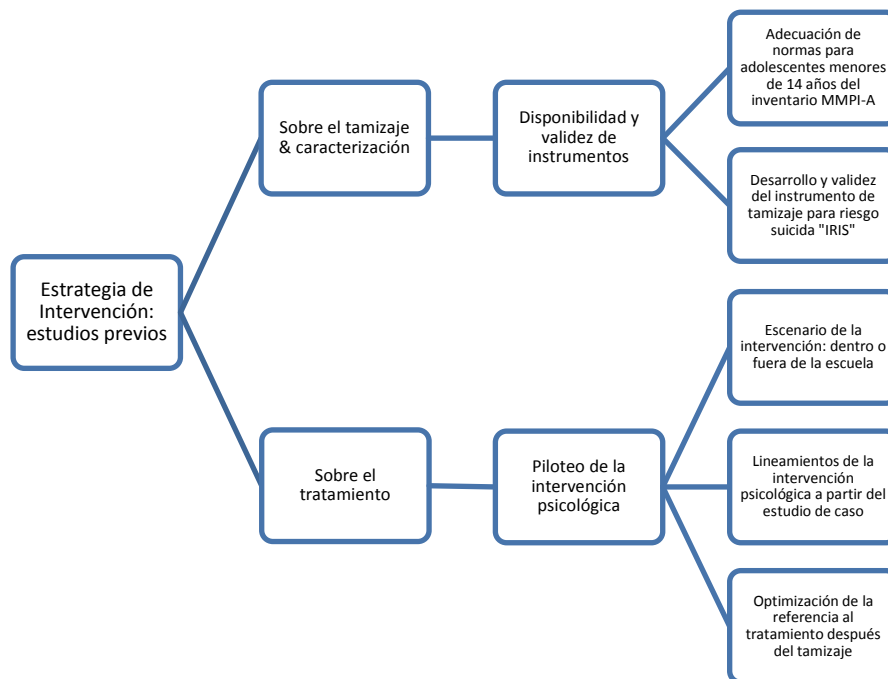 Estrategia de
Intervención:
estudios previos
Sobre el tamizaje
& caracterización
Disponibilidad y
validez de
instrumentos
Adecuación de
normas para
adolescentes menores
de 14 años del
inventario MMPI-A
Desarrollo y validez
del instrumento de
tamizaje para riesgo
suicida "IRIS"
Sobre el
tratamiento
Piloteo de la
intervención
psicológica
Escenario de la
intervención: dentro o
fuera de la escuela
Lineamientos de la
intervención
psicológica a partir del
estudio de caso
Optimización de la
referencia al
tratamiento después
del tamizaje